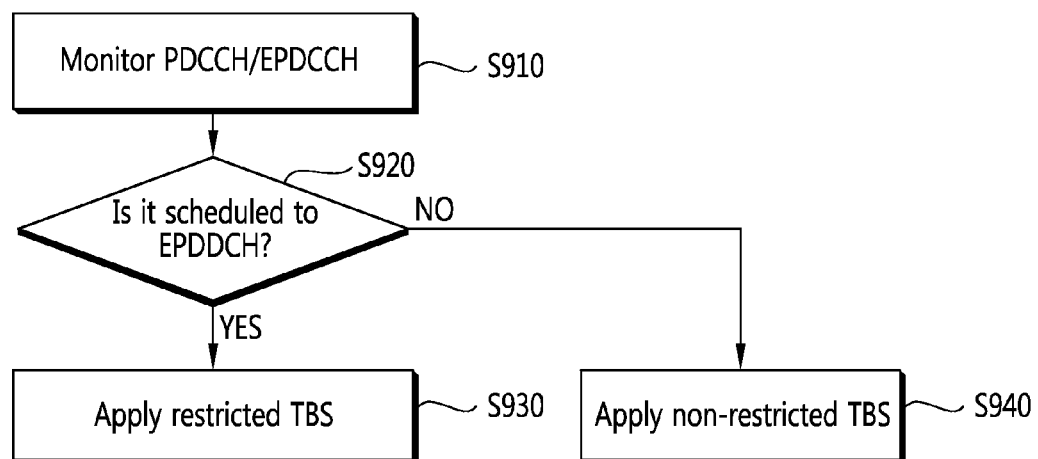 Monitor PDCCH/EPDCCH
S910
S920
Is it scheduled to
EPDDCH?
NO
YES
Apply restricted TBS
S930
Apply non-restricted TBS
S940